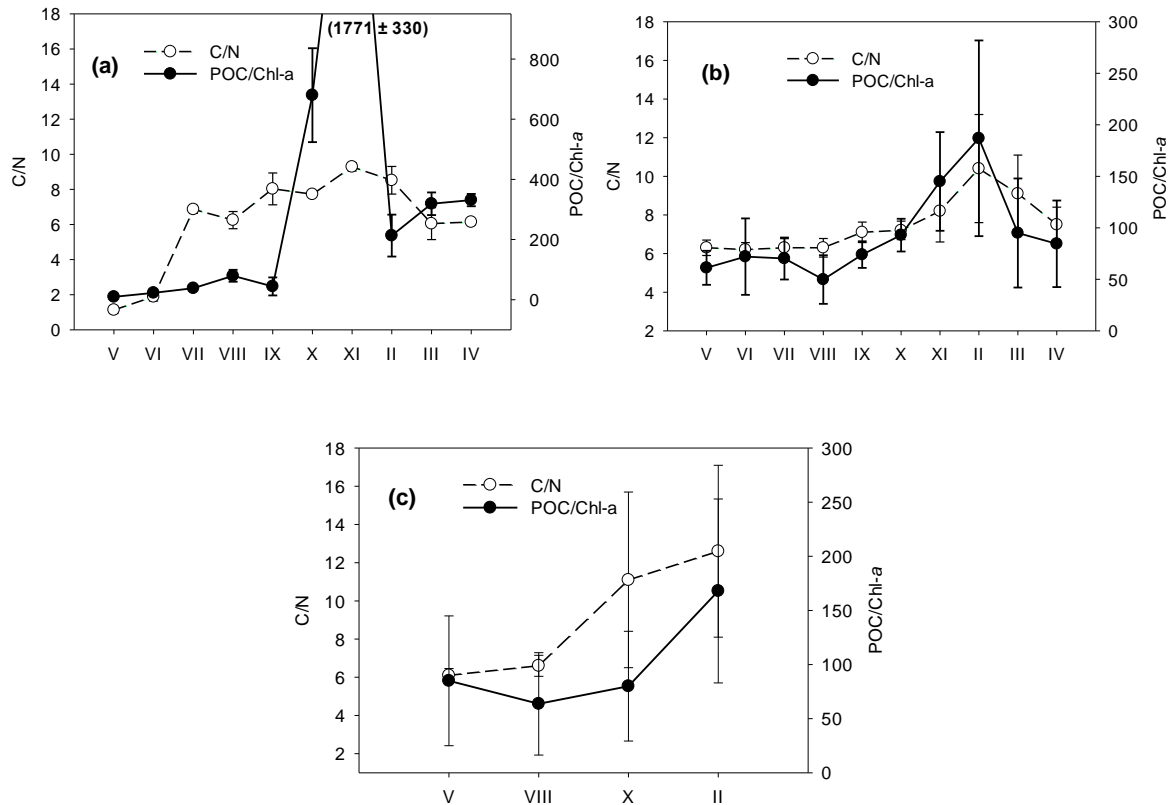 (1771 ± 330)
(a)
C/N
POC/Chl-a
18
16
14
12
10
8
6
4
2
0
C/N
800
600
400
200
0
POC/Chl-a
V VI VII VIII IX X XI II III IV
(b)
C/N
POC/Chl-a
18
16
14
12
10
8
6
4
2
C/N
300
250
200
150
100
50
0
POC/Chl-a
V VI VII VIII IX X XI II III IV
(c)
C/N
POC/Chl-a
18
16
14
12
10
8
6
4
2
C/N
300
250
200
150
100
50
0
POC/Chl-a
V VIII X II